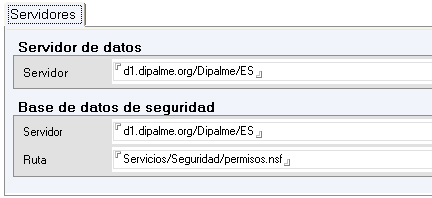 Servidores
Servidor de datos
Servidor d1.dipalme.org/Dipalme/ES
Base de datos de seguridad
Servidor d1.dipalme.org/Dipalme/ES
Ruta Servicios/Seguridad/permisos.nsf